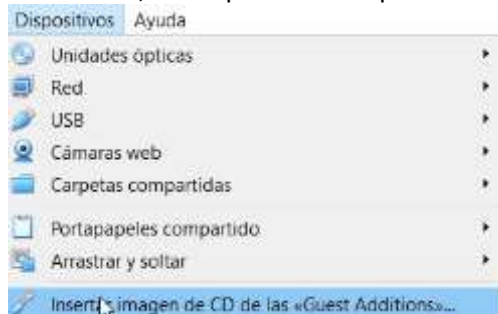 Dispositivos Ayuda
Unidades ópticas
Red
USB
Cámaras web
Carpetas compartidas
Portapapeles compartido
Arrastrar y soltar
Insertar imagen de CD de las «Guest Additions»...